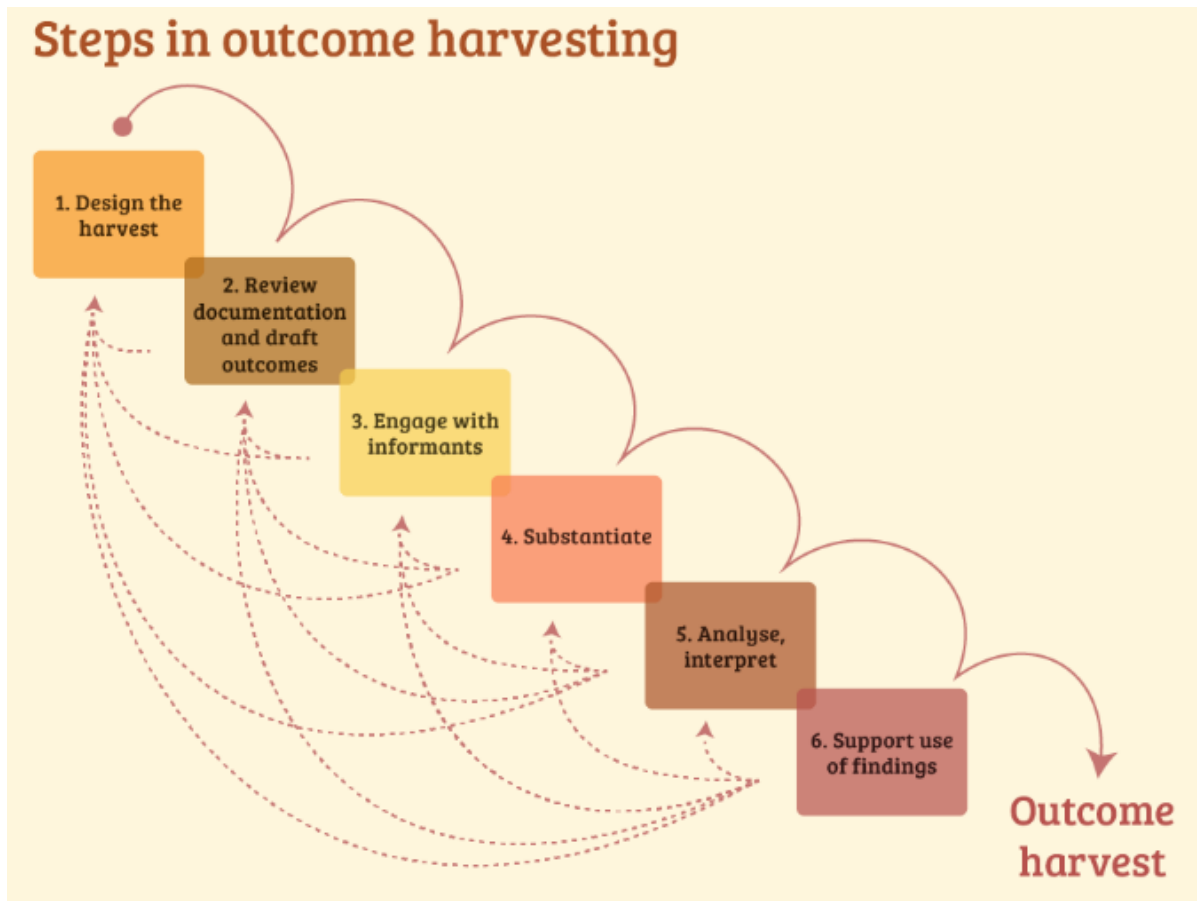 Steps in outcome harvesting
1. Design the
harvest
2. Review
documentation
and draft
outcomes
3. Engage with
informants
4. Substantiate
5. Analyse,
interpret
6. Support use
of findings
Outcome
harvest